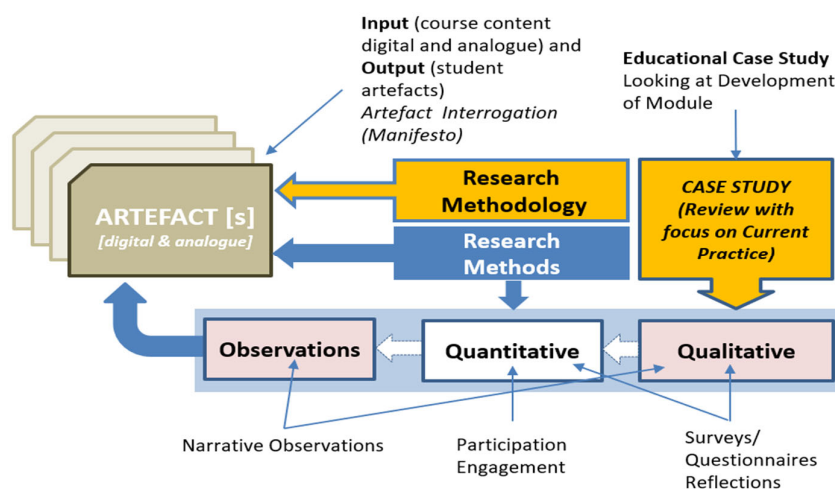 Input (course content
digital and analogue) and
Output (student
artefacts)
Artefact Interrogation
(Manifesto)
Educational Case Study
Looking at Development
of Module
ARTEFACT [s]
[digital & analogue]
Research
Methodology
CASE STUDY
(Review with
focus on Current
Practice)
Research
Methods
Observations
Quantitative
Qualitative
Narrative Observations
Participation
Engagement
Surveys/
Questionnaires
Reflections